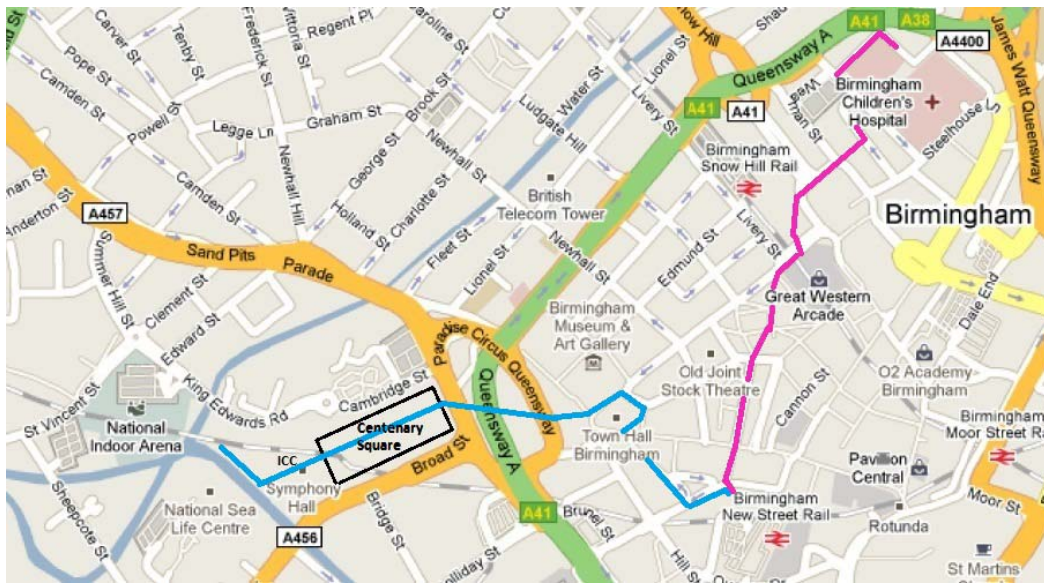 Carver St
Tenby St
Frederick St
Vittoria St
Regent Pl
Caroline St
Livery St
Snow Hill
A41
A38
A4400
James Watt Queensway
Pope St
Camden St
Powell St
Legge Ln
Graham St
Brook St
Newhall St
Ludgate Hill
Water St
Lionel St
Livery St
Queensway A
A41
A41
Birmingham
Children's
Hospital
Steelhouse L
Birmingham
Snow Hill Rail
Anderton St
A457
Camden St
Newhall Hill
George St
Holland St
Charlotte St
Fleet St
Lionel St
British
Telecom Tower
Newhall St
Edmund St
Livery St
Birmingham
Summer Hill St
Sand Pits
Parade
Clement St
Edward St
Birmingham
Museum &
Art Gallery
Great Western
Arcade
Dale End
Paradise Circus Queensway
Queensway A
Old Joint
Stock Theatre
Cannon St
O2 Academy
Birmingham
St Vincent St
King Edwards Rd
Cambridge St
National
Indoor Arena
Centenary
Square
Broad St
Town Hall
Birmingham
Birmingham
Moor Street Ra
ICC
Symphony
Hall
Pavilion
Central
Moor St
Sheepcote St
National Sea
Life Centre
Bridge St
A456
A41
Brunel St
Birmingham
New Street Rail
Rotunda
Holliday St
Hill St
St Martins